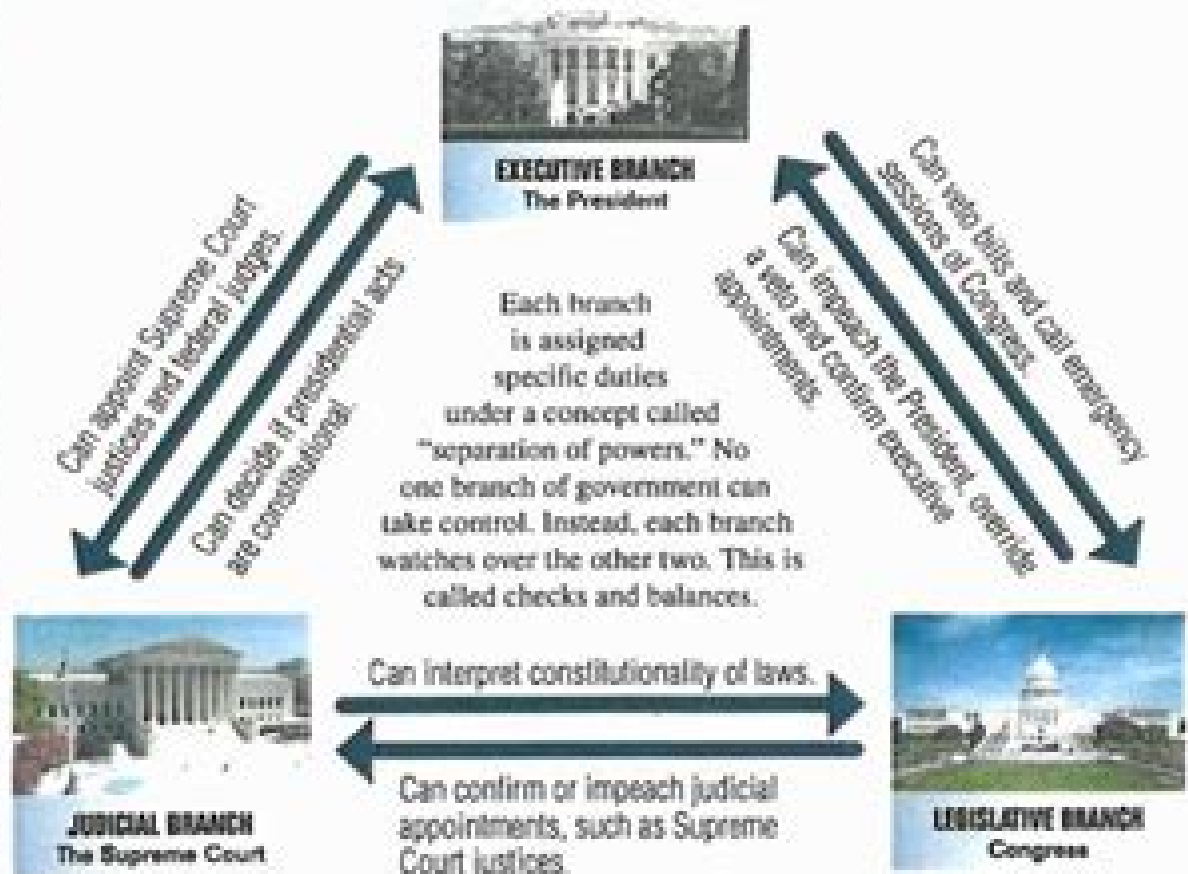 EXECUTIVE BRANCH
The President
Can appoint Supreme Court
justices and federal judges.
Can decide if presidential acts
are constitutional.
Can veto bills and call emergency
sessions of Congress.
Can impeach the President, override
a veto and confirm executive
appointments.
Each branch
is assigned
specific duties
under a concept called
"separation of powers." No
one branch of government can
take control. Instead, each branch
watches over the other two. This is
called checks and balances.
Can interpret constitutionality of laws.
Can confirm or impeach judicial
appointments, such as Supreme
Court justices.
JUDICIAL BRANCH
The Supreme Court
LEGISLATIVE BRANCH
Congress